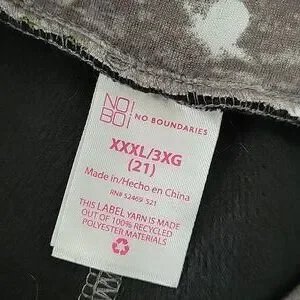 NO!
BO! NO BOUNDARIES
XXXL/3XG
(21)
Made in/Hecho en China
RN# 52469-521
THIS LABEL YARN IS MADE
OUT OF 100% RECYCLED
POLYESTER MATERIALS